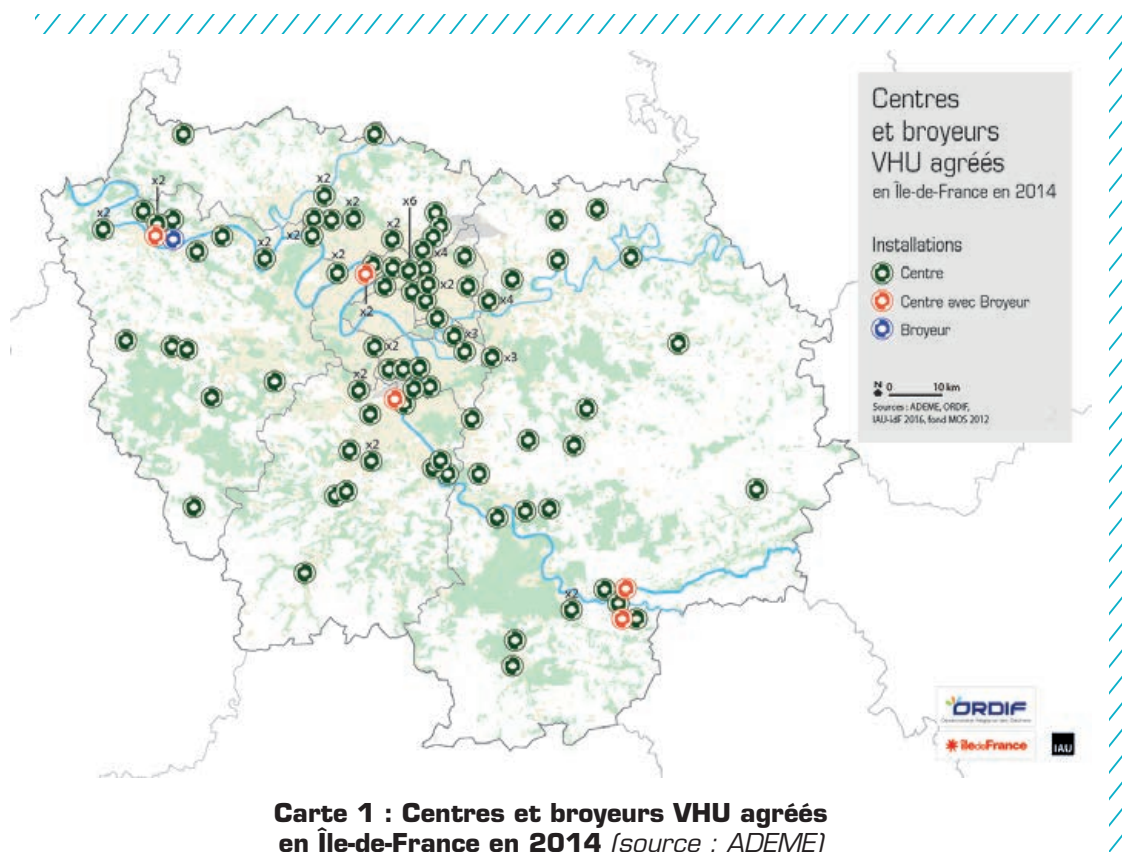 Centres
et broyeurs
VHU agréés
en Île-de-France en 2014
Installations
Centre
Centre avec Broyeur
Broyeur
N 0 10 km
Sources : ADEME, ORDIF,
IAU-îdF 2016, fond MOS 2012
x2
x2
x2
x2
x6
x2
x2
x2
x4
x2
x2
x2
x4
x3
x2
x3
x2
x2
x2
ORDIF
îledeFrance
IAU
Carte 1 : Centres et broyeurs VHU agréés
en Île-de-France en 2014 (source : ADEME)